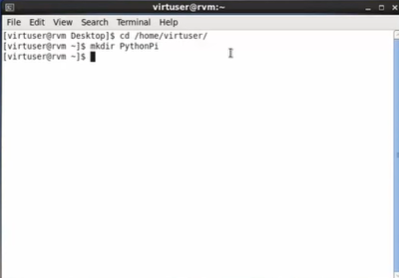 virtuser@rvm:~
File Edit View Search Terminal Help
[virtuser@rvm Desktop]$ cd /home/virtuser/
[virtuser@rvm ~]$ mkdir PythonPi
[virtuser@rvm ~]$